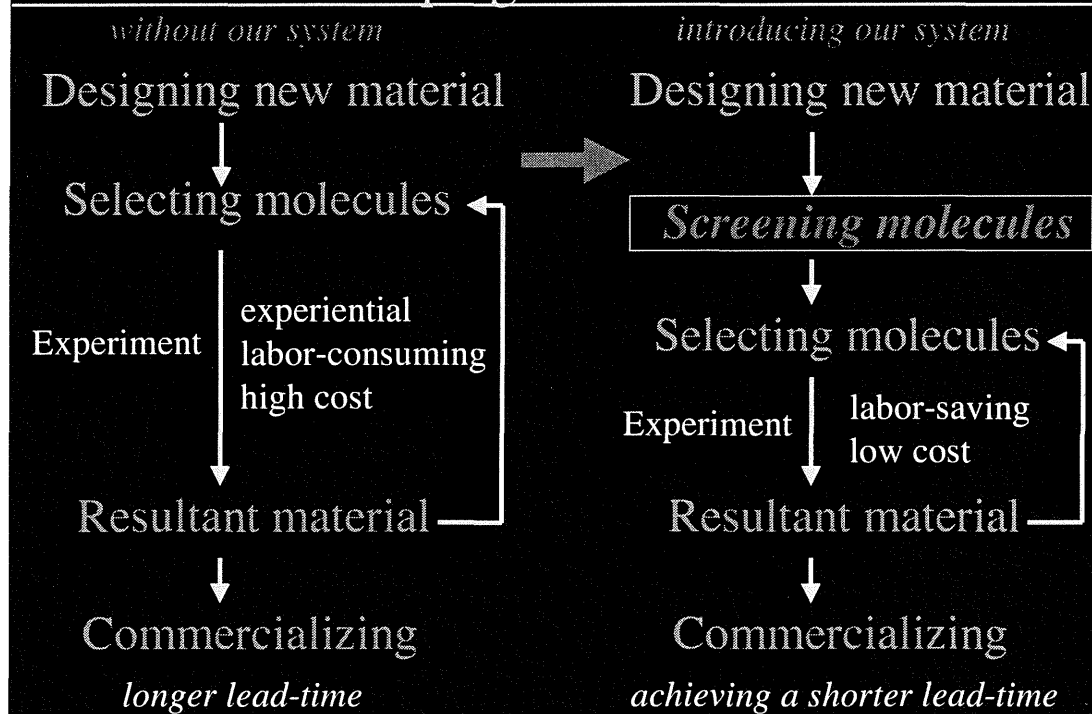 without our system
Designing new material
Selecting molecules
Experiment
experiential
labor-consuming
high cost
Resultant material
Commercializing
longer lead-time
introducing our system
Designing new material
Screening molecules
Selecting molecules
Experiment
labor-saving
low cost
Resultant material
Commercializing
achieving a shorter lead-time